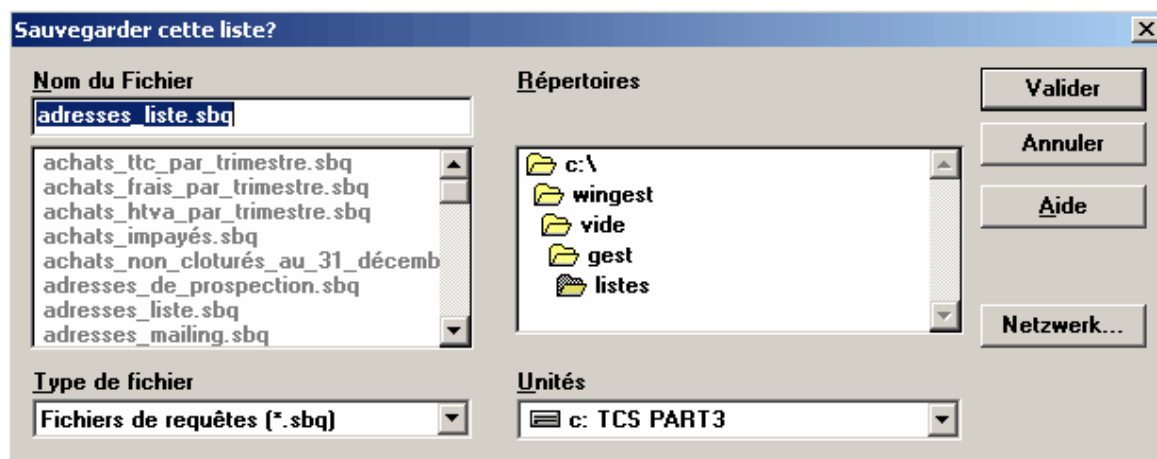 Sauvegarder cette liste?
Nom du Fichier
adresses_liste.sbq
achats_ttc_par_trimestre.sbq
achats_frais_par_trimestre.sbq
achats_htva_par_trimestre.sbq
achats_impayés.sbq
achats_non_cloturés_au_31_décemb
adresses_de_prospection.sbq
adresses_liste.sbq
adresses_mailing.sbq
Type de fichier
Fichiers de requêtes (*.sbq)
Répertoires
c:\
wingest
vide
gest
listes
Unités
c: TCS PART3
Valider
Annuler
Aide
Netzwerk...